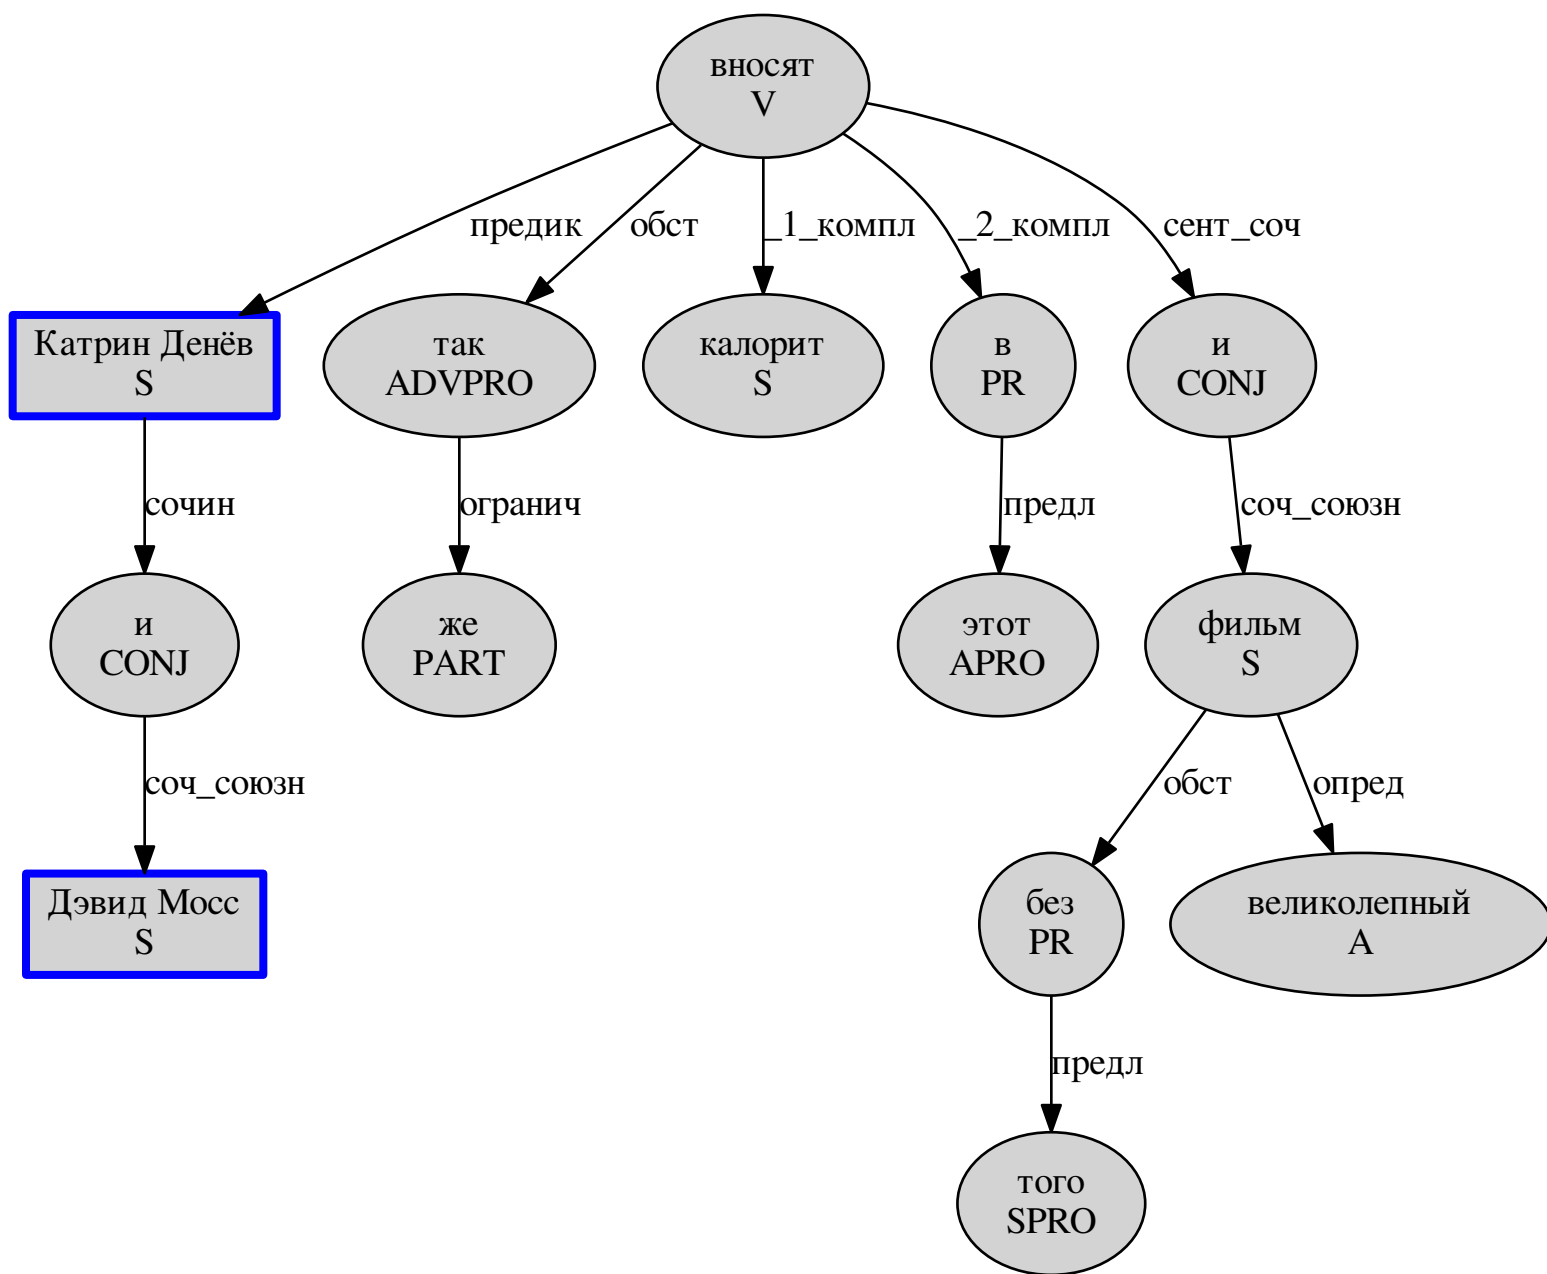 вносят
V
предик
обст
_1_компл
_2_компл
сент_соч
Катрин Денёв
S
так
ADVPRO
калорит
S
в
PR
и
CONJ
сочин
огранич
предл
соч_союзн
и
CONJ
же
PART
этот
APRO
фильм
S
соч_союзн
обст
опред
Дэвид Мосс
S
без
PR
великолепный
A
предл
того
SPRO